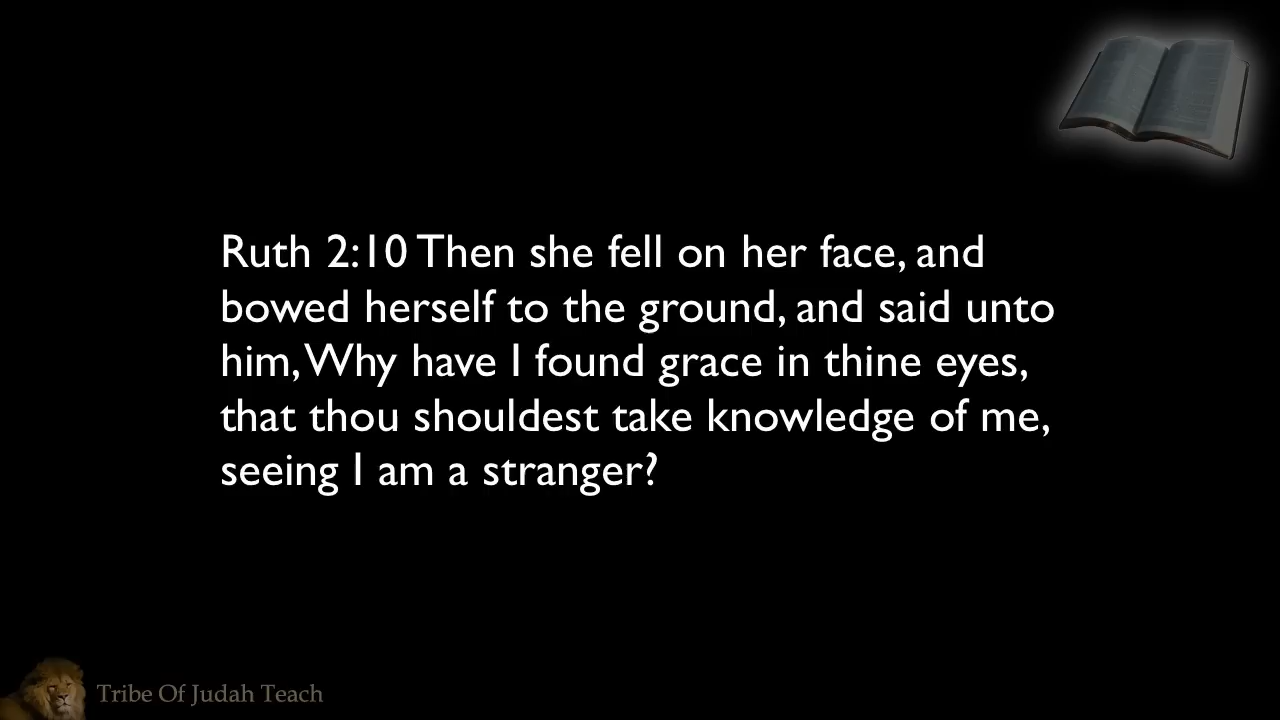 Ruth 2:10 Then she fell on her face, and
bowed herself to the ground, and said unto
him, Why have I found grace in thine eyes,
that thou shouldest take knowledge of me,
seeing I am a stranger?
Tribe Of Judah Teach